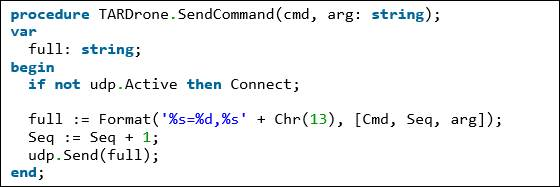 procedure TARDrone.SendCommand(cmd, arg: string);
var
  full: string;
begin
  if not udp.Active then Connect;

  full := Format('%s=%d,%s' + Chr(13), [Cmd, Seq, arg]);
  Seq := Seq + 1;
  udp.Send(full);
end;